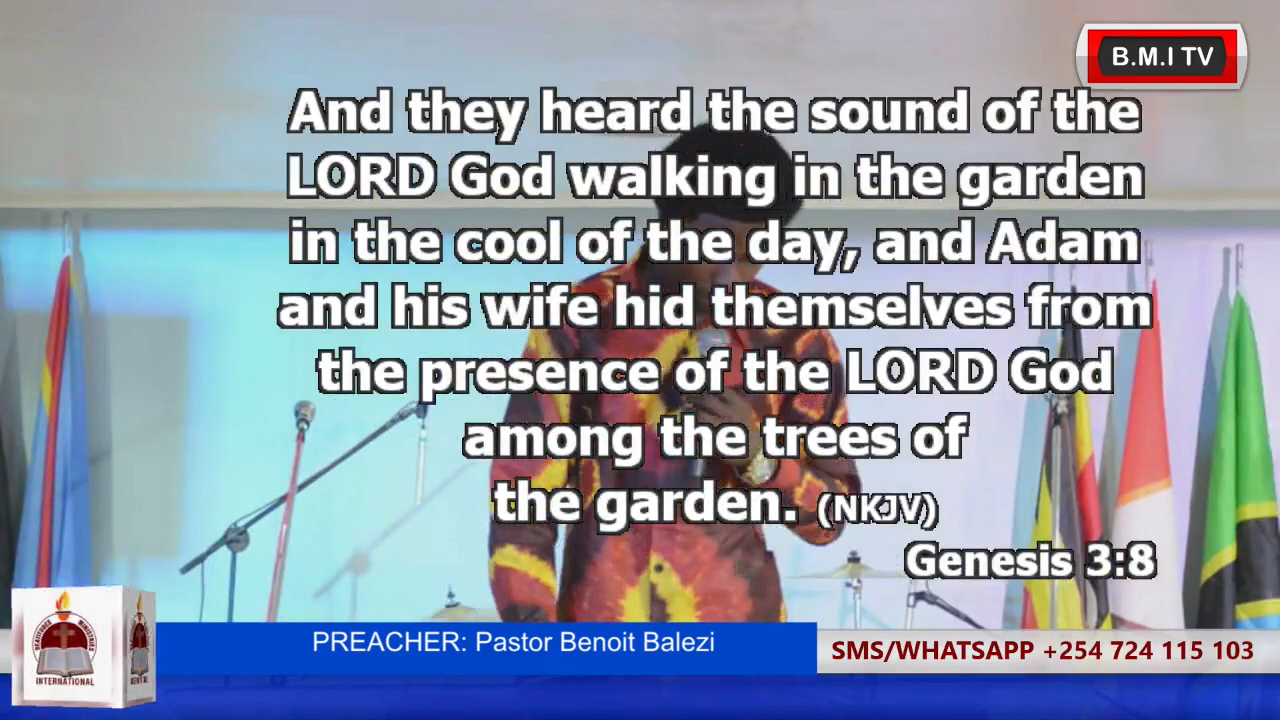 B.M.I TV
And they heard the sound of the
LORD God walking in the garden
in the cool of the day, and Adam
and his wife hid themselves from
the presence of the LORD God
among the trees of
the garden. (NKJV)
Genesis 3:8
PREACHER: Pastor Benoit Balezi
SMS/WHATSAPP +254 724 115 103
INTERNATIONAL